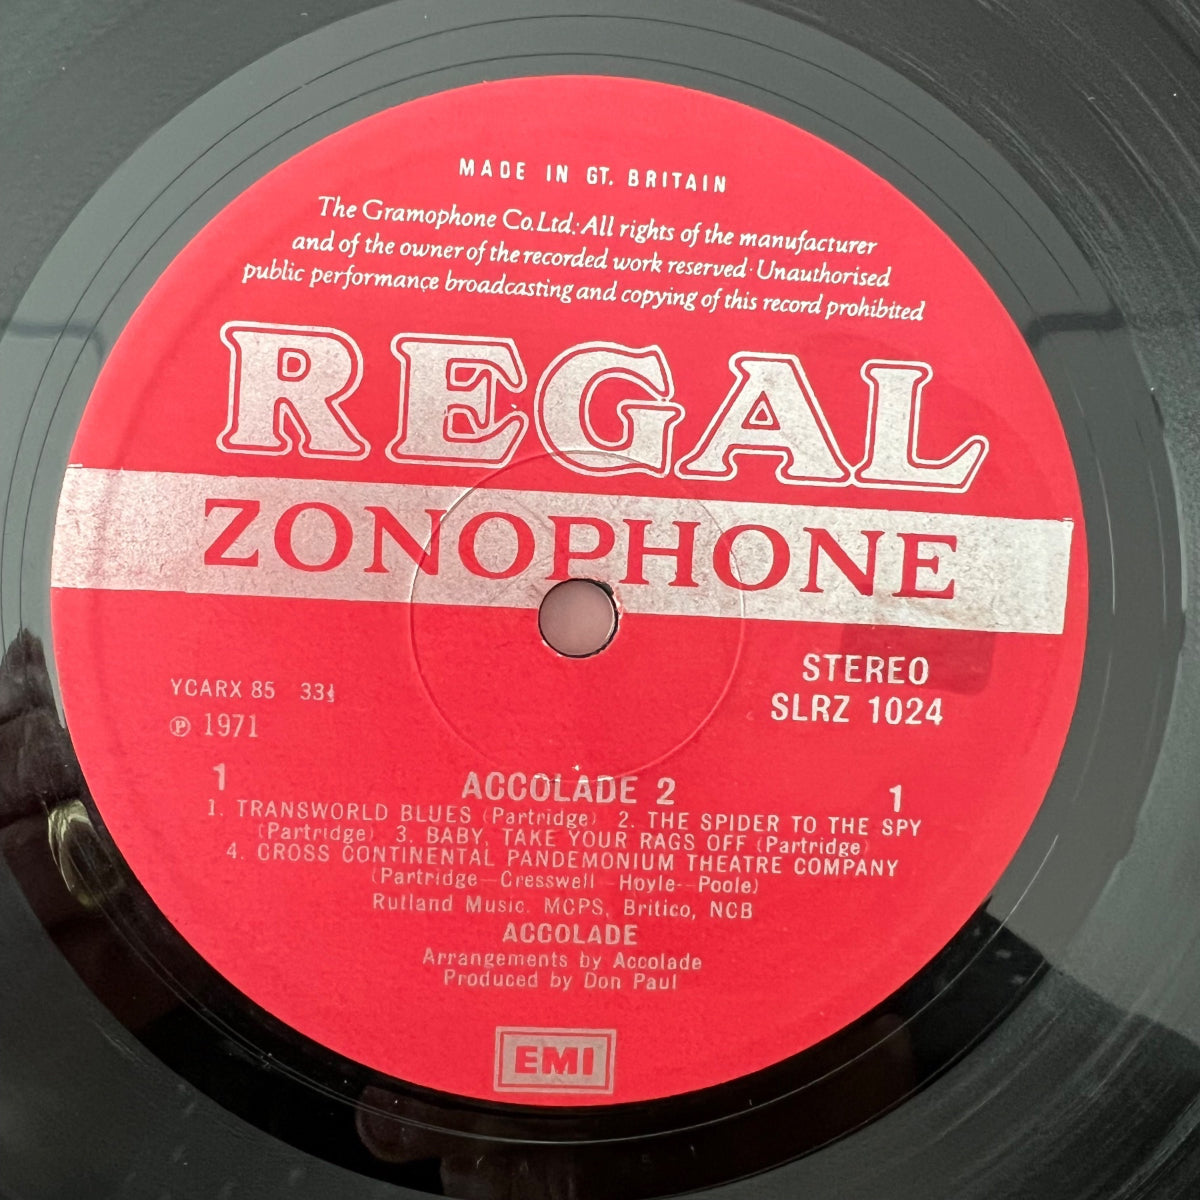 MADE IN GT. BRITAIN
The Gramophone Co.Ltd. All rights of the manufacturer
and of the owner of the recorded work reserved · Unauthorised
public performance broadcasting and copying of this record prohibited
REGAL
ZONOPHONE
STEREO
SLRZ 1024
YCARX 85 33⅓
℗ 1971
1 ACCOLADE 2 1
1. TRANSWORLD BLUES (Partridge) 2. THE SPIDER TO THE SPY
(Partridge) 3. BABY, TAKE YOUR RAGS OFF (Partridge)
4. CROSS CONTINENTAL PANDEMONIUM THEATRE COMPANY
(Partridge—Cresswell—Hoyle—Poole)
Rutland Music. MCPS, Britico, NCB
ACCOLADE
Arrangements by Accolade
Produced by Don Paul
EMI